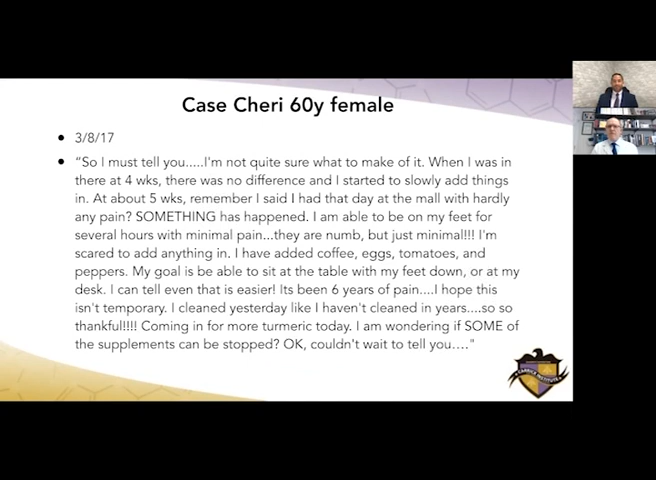 Case Cheri 60y female
• 3/8/17
• “So I must tell you.....I'm not quite sure what to make of it. When I was in
there at 4 wks, there was no difference and I started to slowly add things
in. At about 5 wks, remember I said I had that day at the mall with hardly
any pain? SOMETHING has happened. I am able to be on my feet for
several hours with minimal pain...they are numb, but just minimal!!! I'm
scared to add anything in. I have added coffee, eggs, tomatoes, and
peppers. My goal is be able to sit at the table with my feet down, or at my
desk. I can tell even that is easier! Its been 6 years of pain....I hope this
isn't temporary. I cleaned yesterday like I haven't cleaned in years....so so
thankful!!!! Coming in for more turmeric today. I am wondering if SOME of
the supplements can be stopped? OK, couldn't wait to tell you…."
CARRICK INSTITUTE